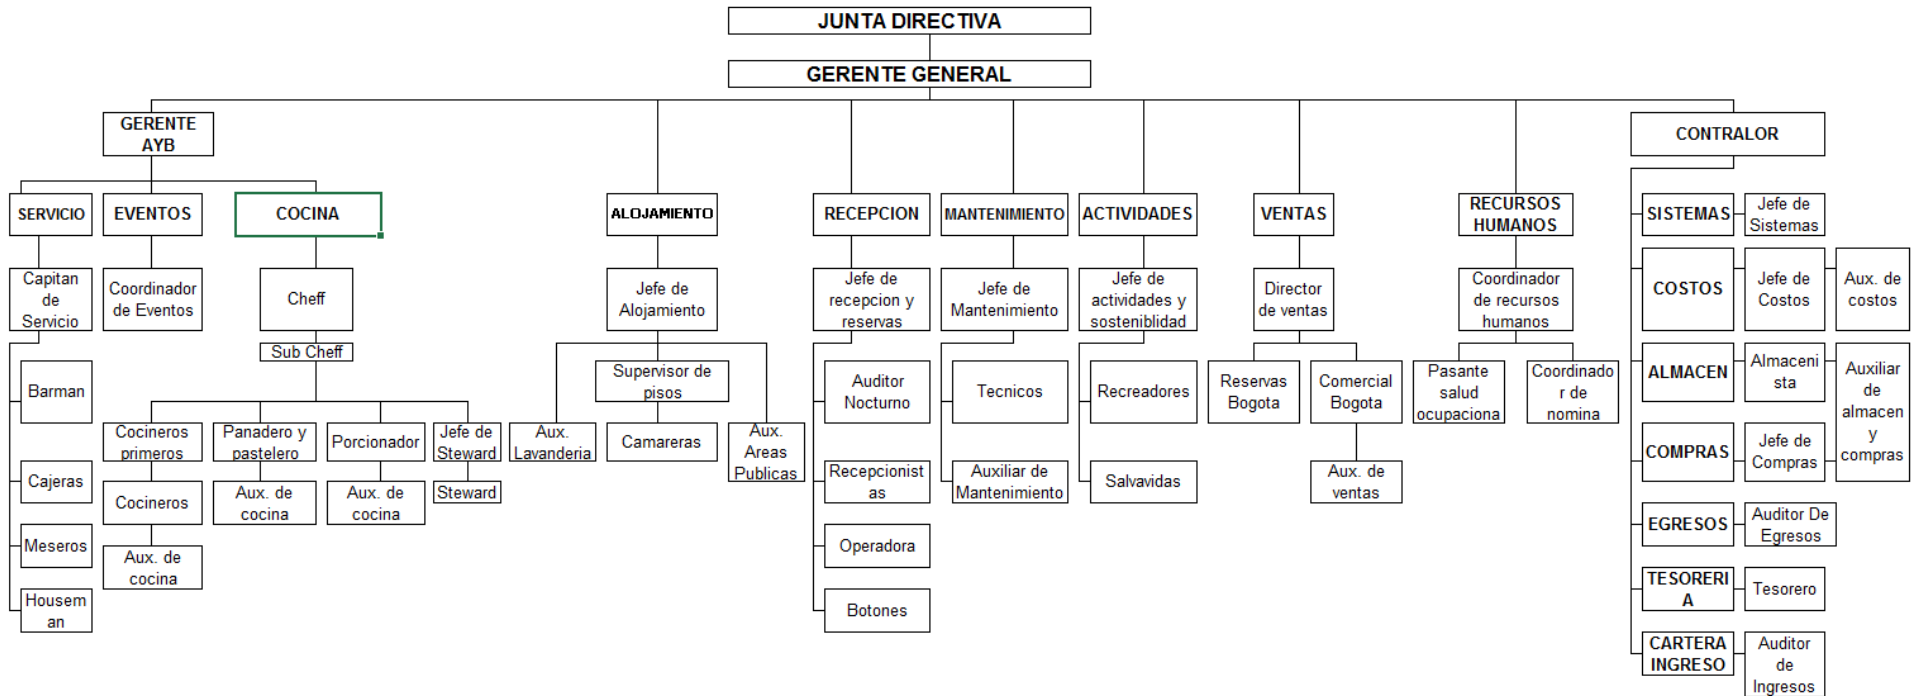 JUNTA DIRECTIVA
GERENTE GENERAL
GERENTE
AYB
CONTRALOR
SERVICIO
EVENTOS
COCINA
ALOJAMIENTO
RECEPCION
MANTENIMIENTO
ACTIVIDADES
VENTAS
RECURSOS
HUMANOS
SISTEMAS
Jefe de
Sistemas
Capitan
de
Servicio
Coordinador
de Eventos
Cheff
Jefe de
Alojamiento
Jefe de
recepcion y
reservas
Jefe de
Mantenimiento
Jefe de
actividades y
sosteniblidad
Director
de ventas
Coordinador
de recursos
humanos
COSTOS
Jefe de
Costos
Aux. de
costos
Sub Cheff
Barman
Supervisor de
pisos
Auditor
Nocturno
Tecnicos
Recreadores
Reservas
Bogota
Comercial
Bogota
Pasante
salud
ocupaciona
Coordinado
r de
nomina
ALMACEN
Almaceni
sta
Auxiliar
de
almacen
y
compras
Cocineros
primeros
Panadero y
pastelero
Porcionador
Jefe de
Steward
Aux.
Lavanderia
Camareras
Aux.
Areas
Publicas
COMPRAS
Jefe de
Compras
Cajeras
Cocineros
Aux. de
cocina
Aux. de
cocina
Steward
Recepcionist
as
Auxiliar de
Mantenimiento
Salvavidas
Aux. de
ventas
EGRESOS
Auditor De
Egresos
Meseros
Aux. de
cocina
Operadora
TESORERI
A
Tesorero
Housem
an
Botones
CARTERA
INGRESO
Auditor
de
Ingresos